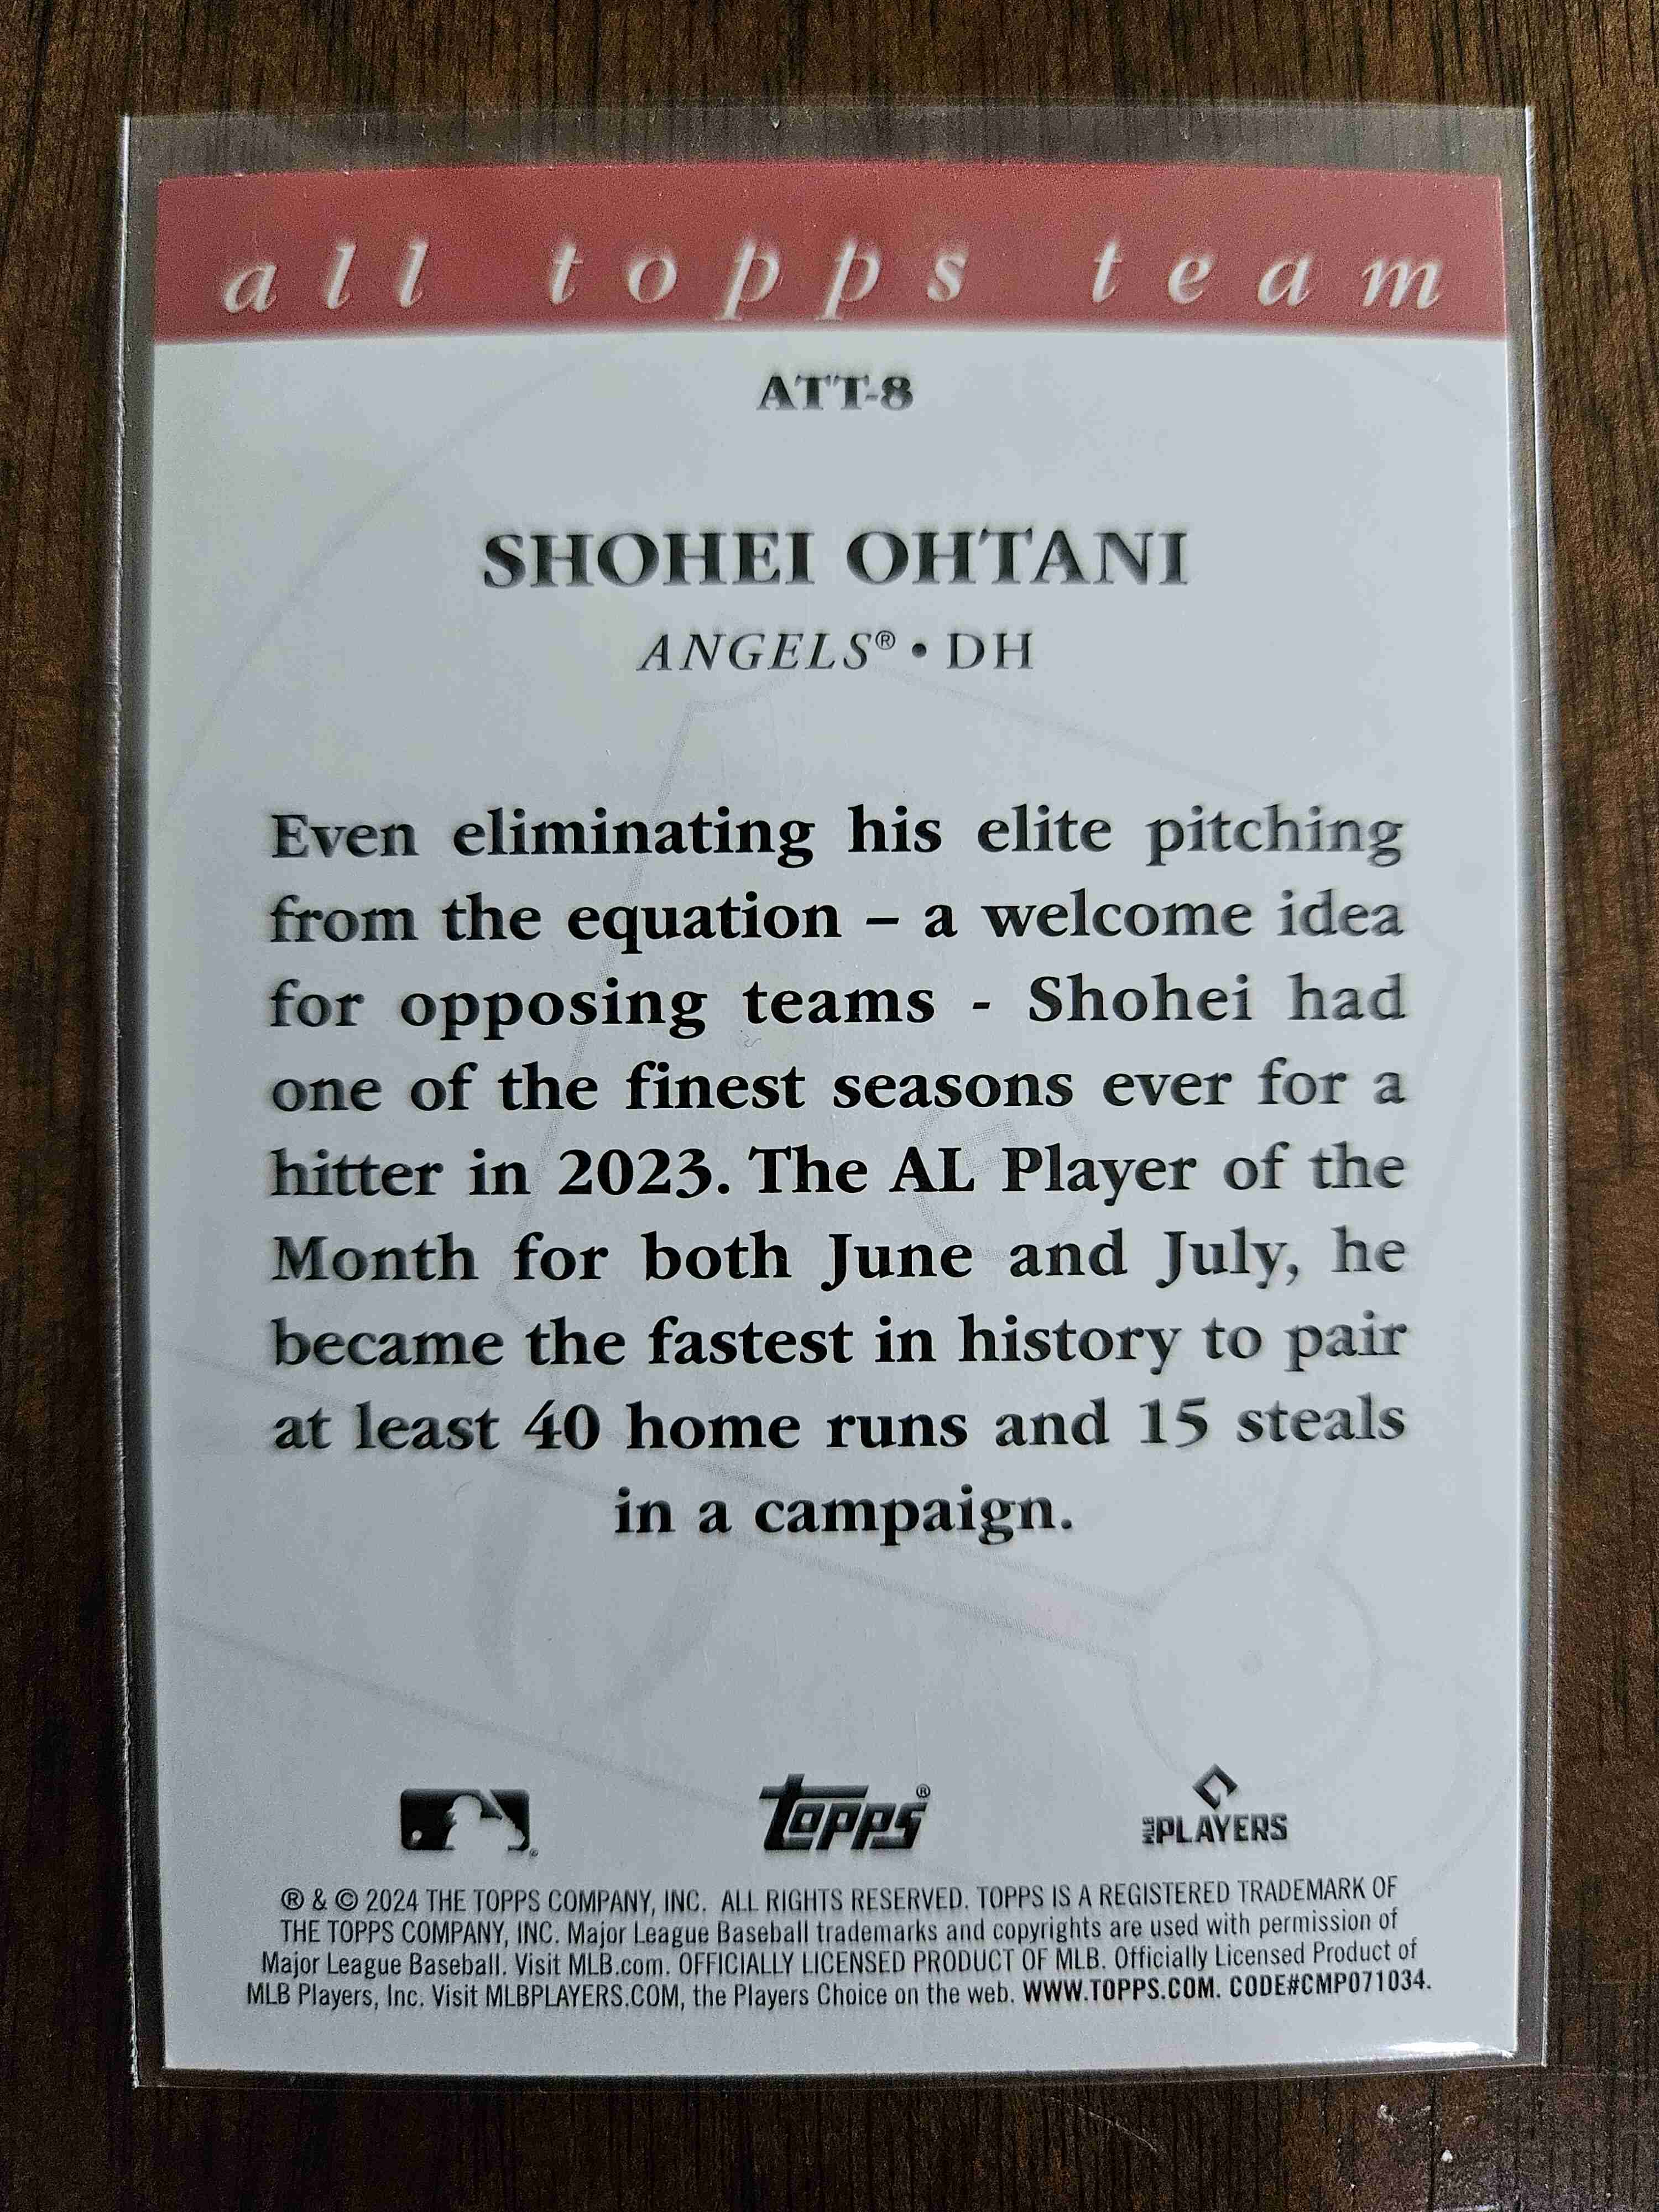 all topps team
ATT-8
SHOHEI OHTANI
ANGELS® • DH
Even eliminating his elite pitching
from the equation – a welcome idea
for opposing teams - Shohei had
one of the finest seasons ever for a
hitter in 2023. The AL Player of the
Month for both June and July, he
became the fastest in history to pair
at least 40 home runs and 15 steals
in a campaign.
topps®
MLB PLAYERS
® & © 2024 THE TOPPS COMPANY, INC. ALL RIGHTS RESERVED. TOPPS IS A REGISTERED TRADEMARK OF
THE TOPPS COMPANY, INC. Major League Baseball trademarks and copyrights are used with permission of
Major League Baseball. Visit MLB.com. OFFICIALLY LICENSED PRODUCT OF MLB. Officially Licensed Product of
MLB Players, Inc. Visit MLBPLAYERS.COM, the Players Choice on the web. WWW.TOPPS.COM. CODE#CMP071034.